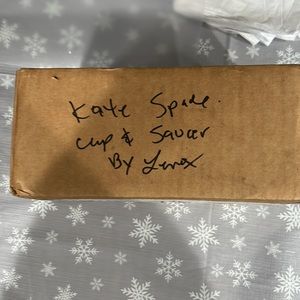 Kate Spade.
cup & Saucer
By Lenox